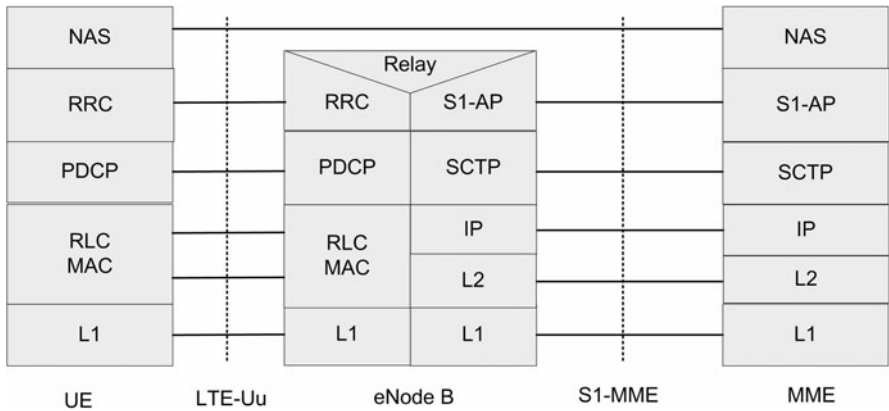 NAS
NAS
Relay
RRC
RRC
S1-AP
S1-AP
PDCP
PDCP
SCTP
SCTP
RLC
MAC
RLC
MAC
IP
IP
L2
L2
L1
L1
L1
L1
UE
LTE-Uu
eNode B
S1-MME
MME